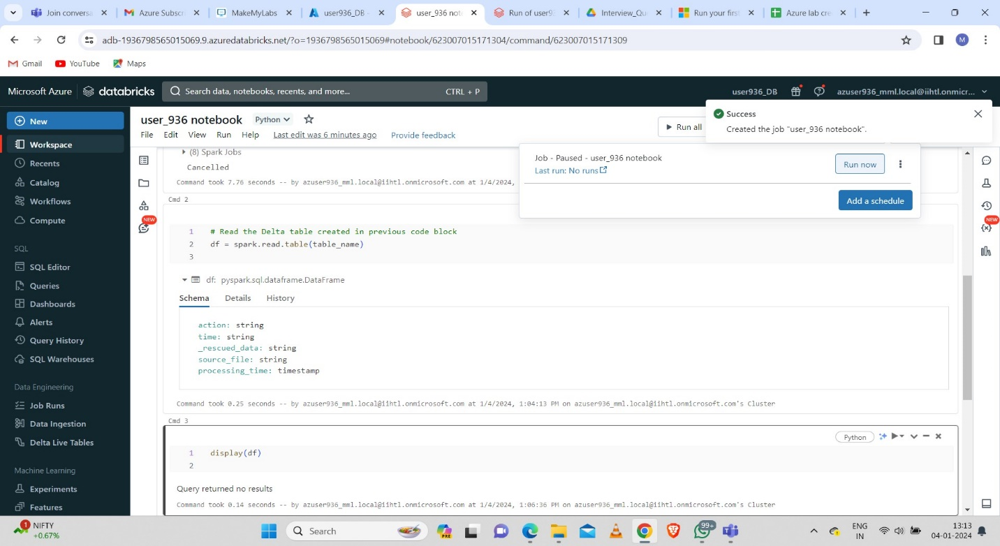 Join conversa
Azure Subscr
MakeMyLabs
user936_DB -
user_936 not
Run of user9
Interview_Qu
Run your first
Azure lab cre
adb-1936798565015069.9.azuredatabricks.net/?o=1936798565015069#notebook/623007015171304/command/623007015171309
M
Gmail
YouTube
Maps
Microsoft Azure
databricks
Search data, notebooks, recents, and more...
CTRL + P
user936_DB
azuser936_mml.local@iihtl.onmicr...
New
Workspace
Recents
Catalog
Workflows
Compute
SQL
SQL Editor
Queries
Dashboards
Alerts
Query History
SQL Warehouses
Data Engineering
Job Runs
Data Ingestion
Delta Live Tables
Machine Learning
Experiments
Features
user_936 notebook
Python
File Edit View Run Help
Last edit was 6 minutes ago
Provide feedback
Run all
Success
Created the job "user_936 notebook".
Job - Paused - user_936 notebook
Last run: No runs
Run now
Add a schedule
NEW
NEW
(8) Spark Jobs
Cancelled
Command took 7.76 seconds -- by azuser936_mml.local@iihtl.onmicrosoft.com at 1/4/2024,
Cmd 2
1 # Read the Delta table created in previous code block
2 df = spark.read.table(table_name)
3
df: pyspark.sql.dataframe.DataFrame
Schema Details History
action: string
time: string
_rescued_data: string
source_file: string
processing_time: timestamp
Command took 0.25 seconds -- by azuser936_mml.local@iihtl.onmicrosoft.com at 1/4/2024, 1:04:13 PM on azuser936_mml.local@iihtl.onmicrosoft.com's Cluster
Cmd 3
Python
1 display(df)
2
Query returned no results
Command took 0.14 seconds -- by azuser936_mml.local@iihtl.onmicrosoft.com at 1/4/2024, 1:06:36 PM on azuser936_mml.local@iihtl.onmicrosoft.com's Cluster
1
NIFTY
+0.67%
Search
PRE
99+
ENG
IN
13:13
04-01-2024